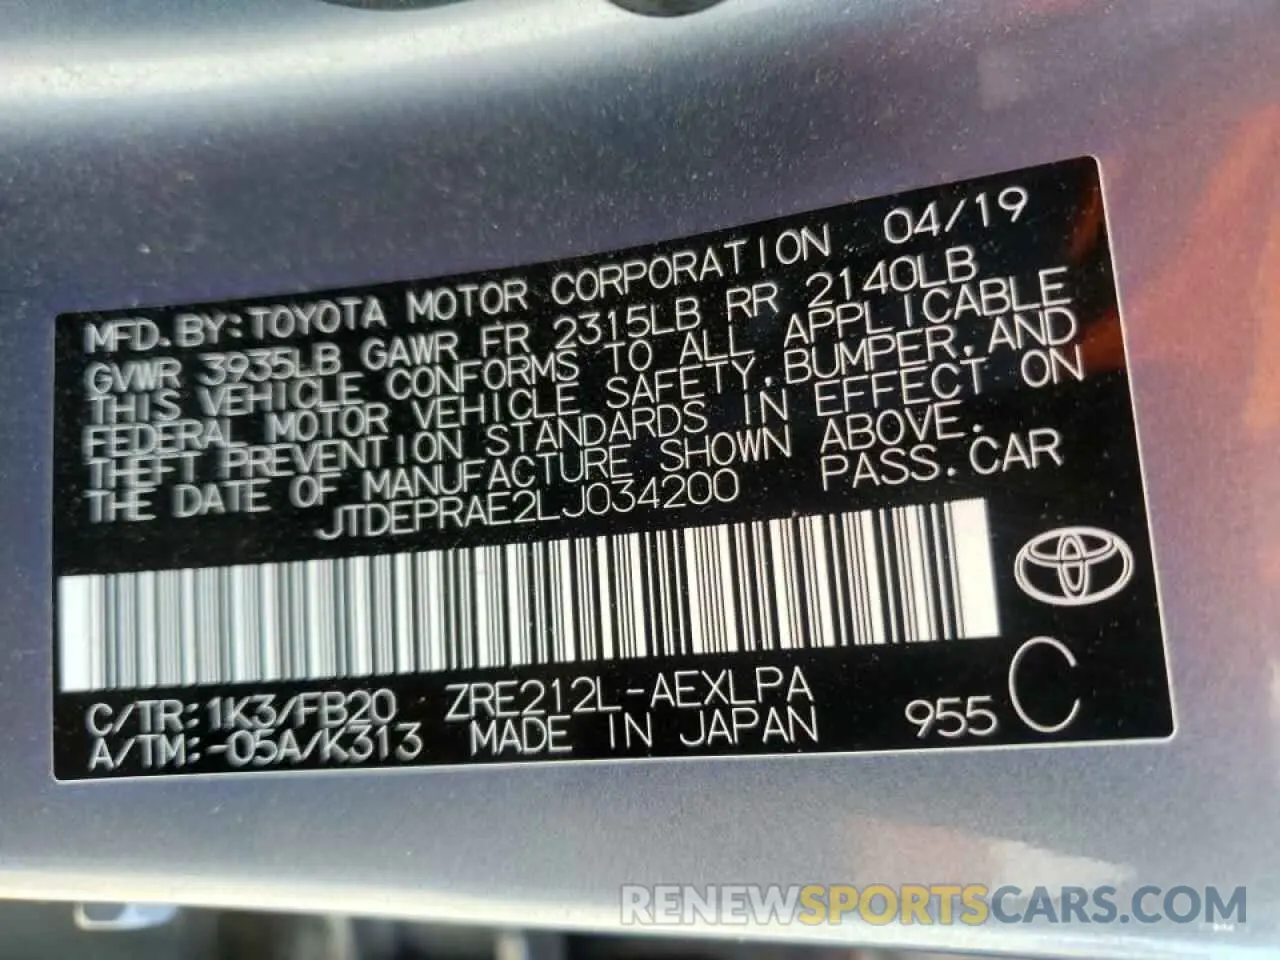 MFD.BY:TOYOTA MOTOR CORPORATION 04/19
GVWR 3935LB GAWR FR 2315LB RR 2140LB
THIS VEHICLE CONFORMS TO ALL APPLICABLE
FEDERAL MOTOR VEHICLE SAFETY,BUMPER,AND
THEFT PREVENTION STANDARDS IN EFFECT ON
THE DATE OF MANUFACTURE SHOWN ABOVE.
JTDEPRAE2LJ034200 PASS.CAR
C/TR:1K3/FB20 ZRE212L-AEXLPA
A/TM:-05A/K313 MADE IN JAPAN 955 C
RENEWSPORTSCARS.COM